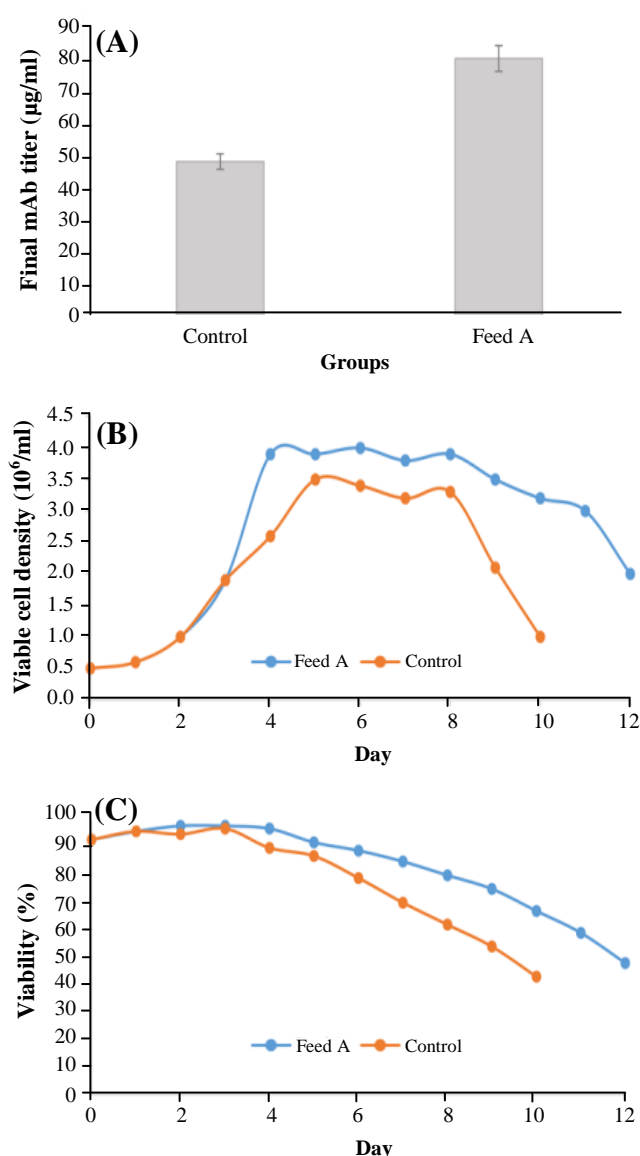 (A)
Final mAb titer (µg/ml)
90
80
70
60
50
40
30
20
10
0
Control Feed A
Groups
(B)
Viable cell density (10⁶/ml)
4.5
4.0
3.5
3.0
2.5
2.0
1.5
1.0
0.5
0.0
Feed A Control
0 2 4 6 8 10 12
Day
(C)
Viability (%)
100
90
80
70
60
50
40
30
20
10
0
Feed A Control
0 2 4 6 8 10 12
Day